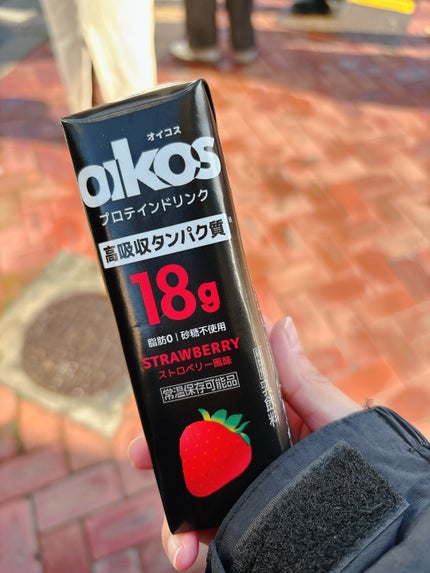 オイコス
oikos
プロテインドリンク
高吸収タンパク質
18g
脂肪0 | 砂糖不使用
STRAWBERRY
ストロベリー風味
常温保存可能品